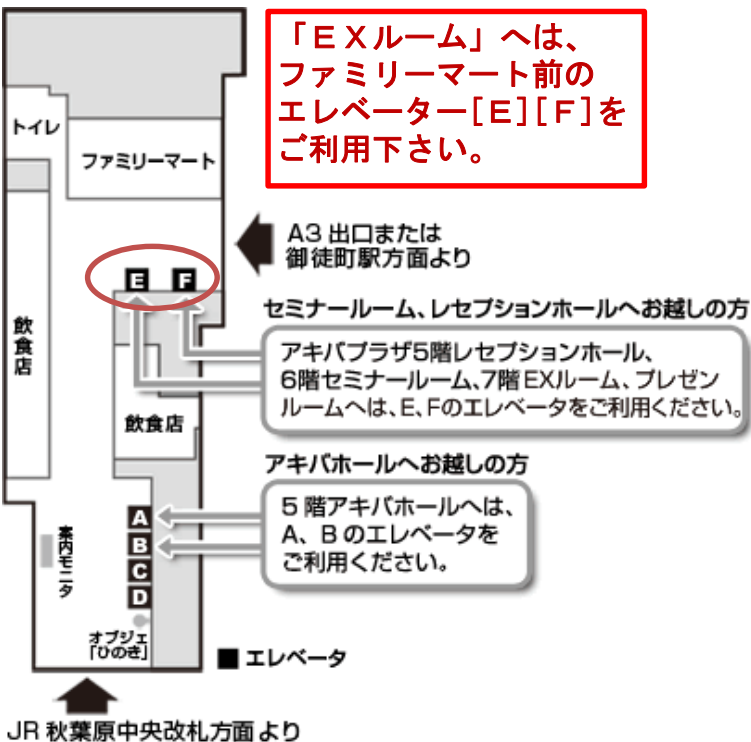 「EXルーム」へは、
ファミリーマート前の
エレベーター[E][F]を
ご利用下さい。
トイレ
ファミリーマート
A3 出口または
御徒町駅方面より
E F
セミナールーム、レセプションホールへお越しの方
飲食店
アキバプラザ5階レセプションホール、
6階セミナールーム、7階EXルーム、プレゼン
ルームへは、E、Fのエレベータをご利用ください。
飲食店
アキバホールへお越しの方
5階アキバホールへは、
A、Bのエレベータを
ご利用ください。
A
B
C
D
案内モニタ
オブジェ
「ひのき」
■ エレベータ
JR 秋葉原中央改札方面より